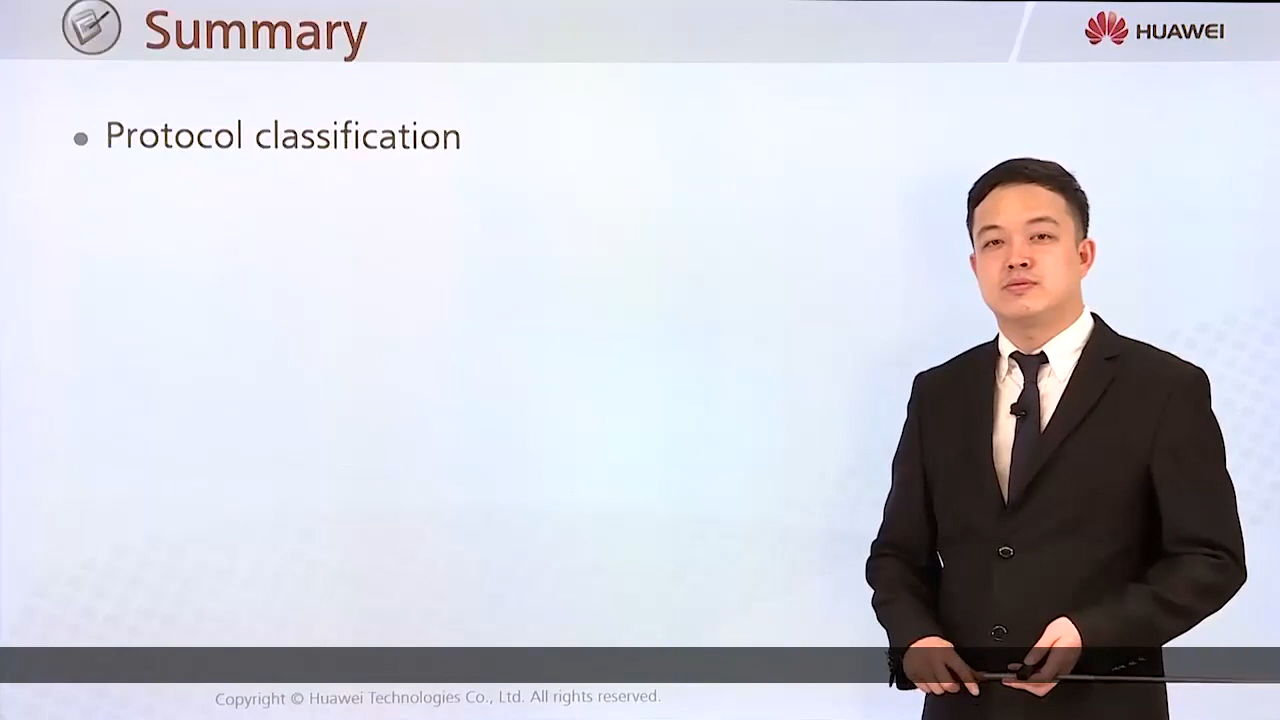 Summary
HUAWEI
Protocol classification
Copyright © Huawei Technologies Co., Ltd. All rights reserved.